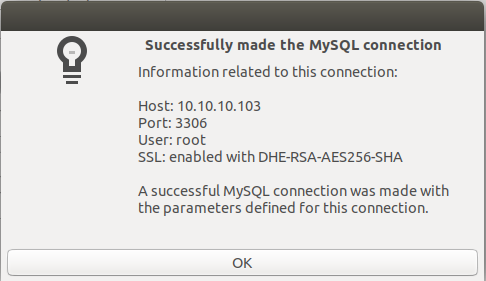 Successfully made the MySQL connection
Information related to this connection:
Host: 10.10.10.103
Port: 3306
User: root
SSL: enabled with DHE-RSA-AES256-SHA
A successful MySQL connection was made with
the parameters defined for this connection.
OK